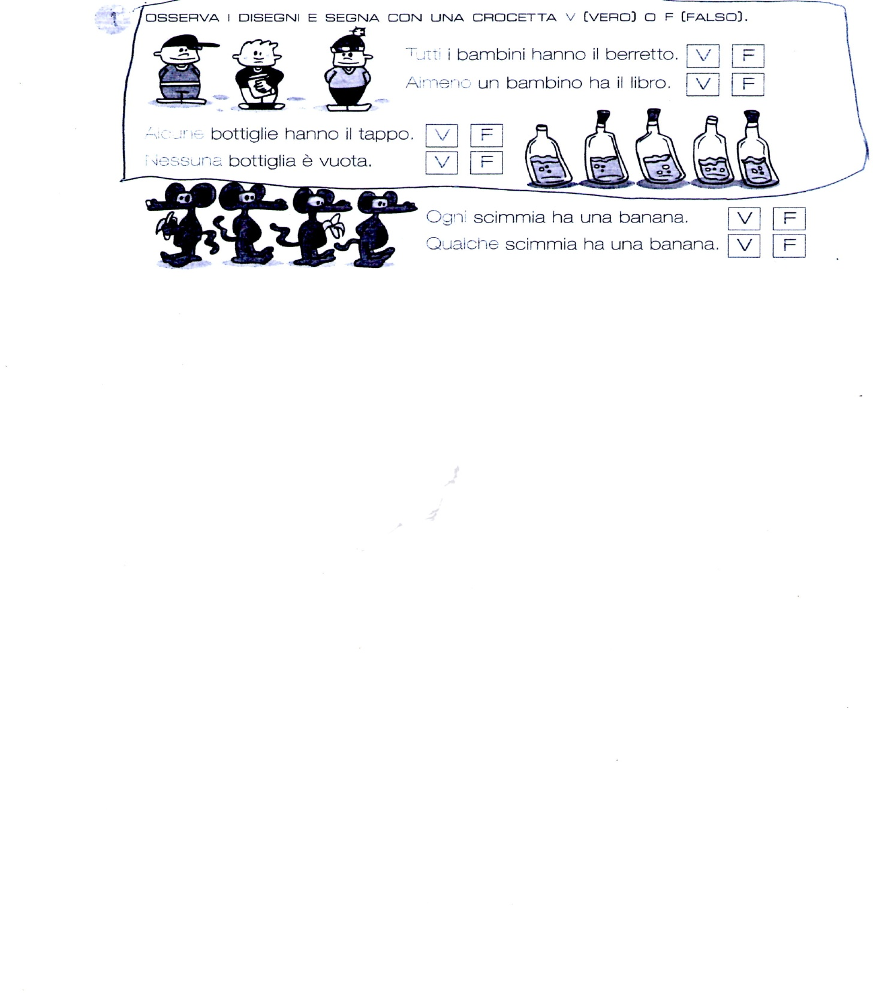 1 OSSERVA I DISEGNI E SEGNA CON UNA CROCETTA V (VERO) O F (FALSO).
Tutti i bambini hanno il berretto. V F
Almeno un bambino ha il libro. V F
Alcune bottiglie hanno il tappo. V F
Nessuna bottiglia è vuota. V F
Ogni scimmia ha una banana. V F
Qualche scimmia ha una banana. V F